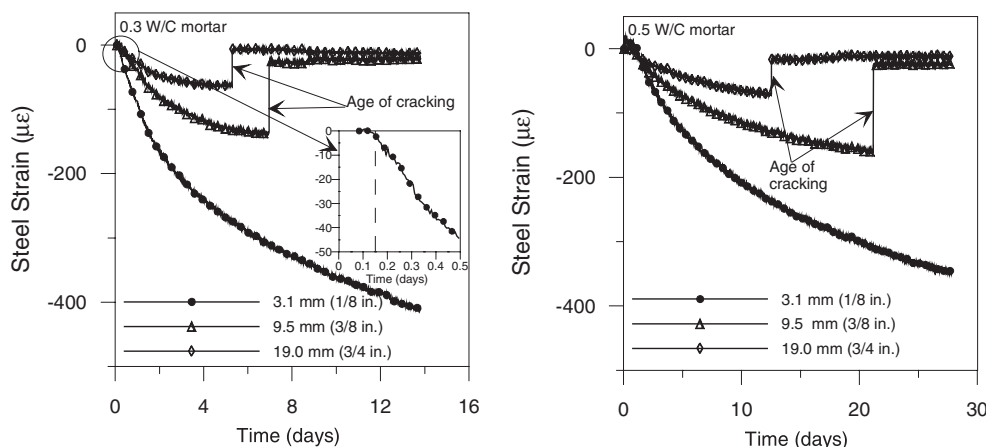 0.3 W/C mortar
0
-200
-400
Steel Strain (με)
Age of cracking
0
-10
-20
-30
-40
-50
0 0.1 0.2 0.3 0.4 0.5
Time (days)
3.1 mm (1/8 in.)
9.5 mm (3/8 in.)
19.0 mm (3/4 in.)
0 4 8 12 16
Time (days)
0.5 W/C mortar
0
-200
-400
Steel Strain (με)
Age of
cracking
3.1 mm (1/8 in.)
9.5 mm (3/8 in.)
19.0 mm (3/4 in.)
0 10 20 30
Time (days)